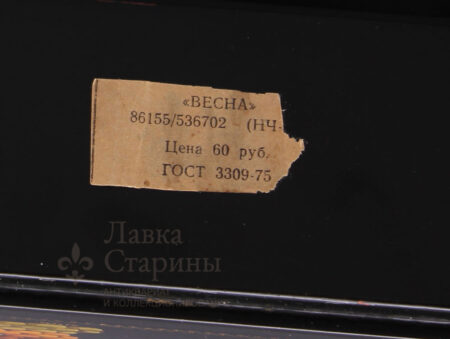 «ВЕСНА»
86155/536702 - (НЧ-
Цена 60 руб.
ГОСТ 3309-75
Лавка
Старины